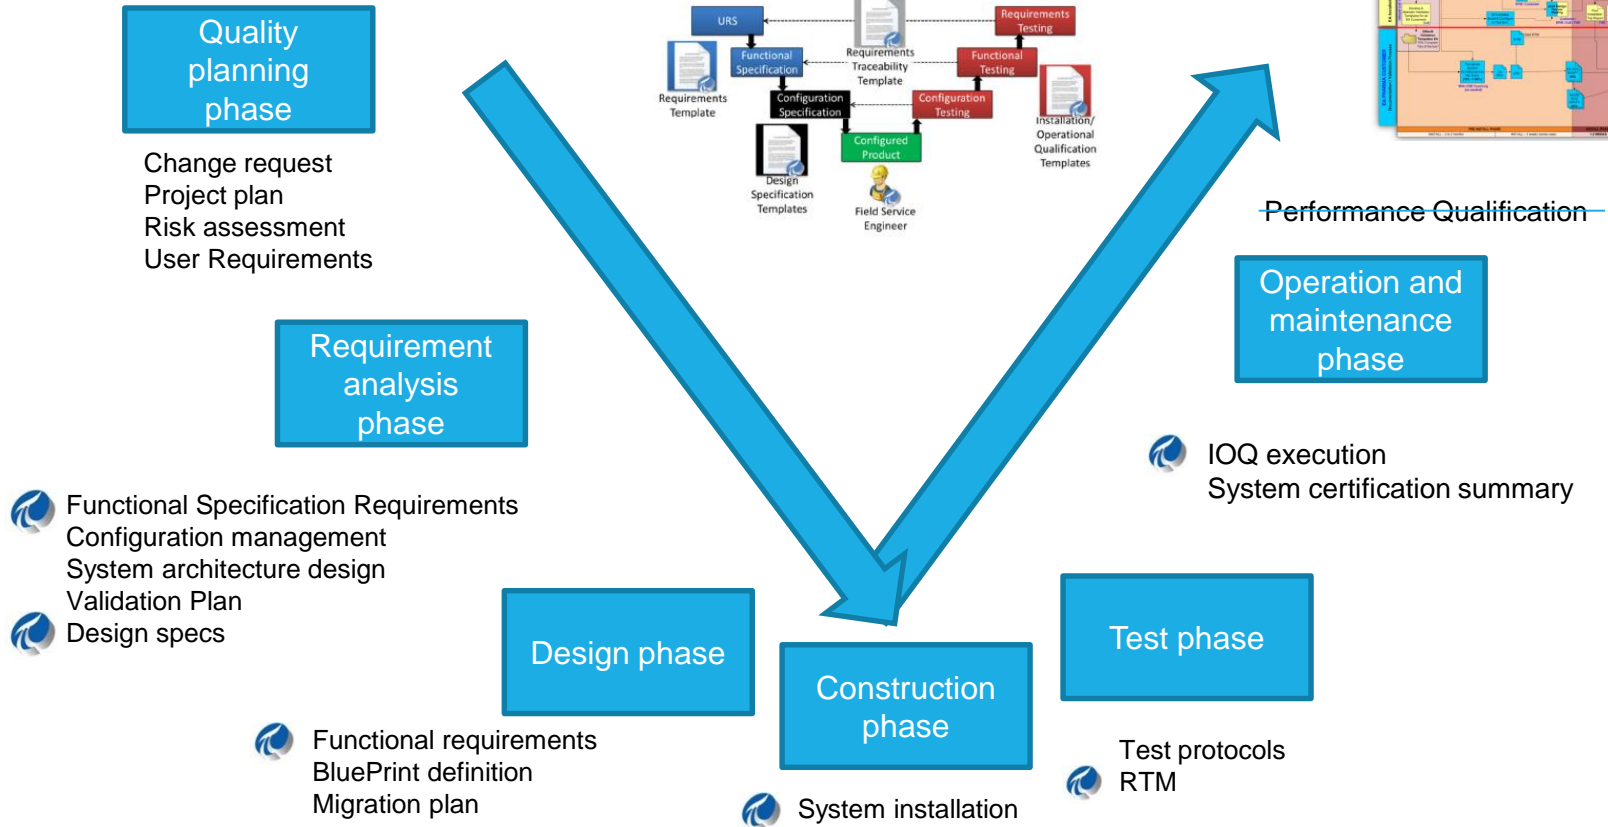 Quality
planning
phase
Change request
Project plan
Risk assessment
User Requirements
Requirement
analysis
phase
Functional Specification Requirements
Configuration management
System architecture design
Validation Plan
Design specs
Design phase
Functional requirements
BluePrint definition
Migration plan
Construction
phase
System installation
Test phase
Test protocols
RTM
URS
Functional
Specification
Configuration
Specification
Configured
Product
Requirements
Testing
Functional
Testing
Configuration
Testing
Requirements
Template
Requirements
Traceability
Template
Design
Specification
Templates
Field Service
Engineer
Installation/
Operational
Qualification
Templates
Performance Qualification
Operation and
maintenance
phase
IOQ execution
System certification summary